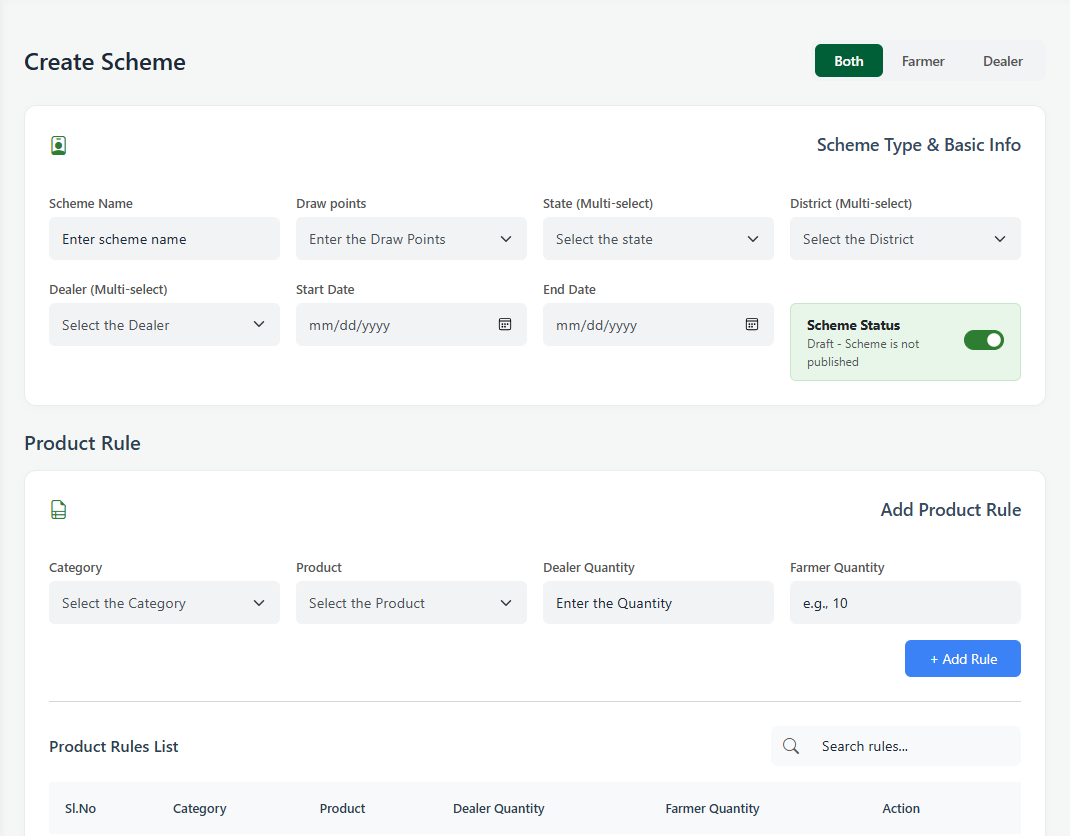 Create Scheme
Both Farmer Dealer
Scheme Type & Basic Info
Scheme Name Draw points State (Multi-select) District (Multi-select)
Enter scheme name Enter the Draw Points Select the state Select the District
Dealer (Multi-select) Start Date End Date
Select the Dealer mm/dd/yyyy mm/dd/yyyy
Scheme Status
Draft - Scheme is not
published
Product Rule
Add Product Rule
Category Product Dealer Quantity Farmer Quantity
Select the Category Select the Product Enter the Quantity e.g., 10
+ Add Rule
Product Rules List
Search rules...
Sl.No Category Product Dealer Quantity Farmer Quantity Action